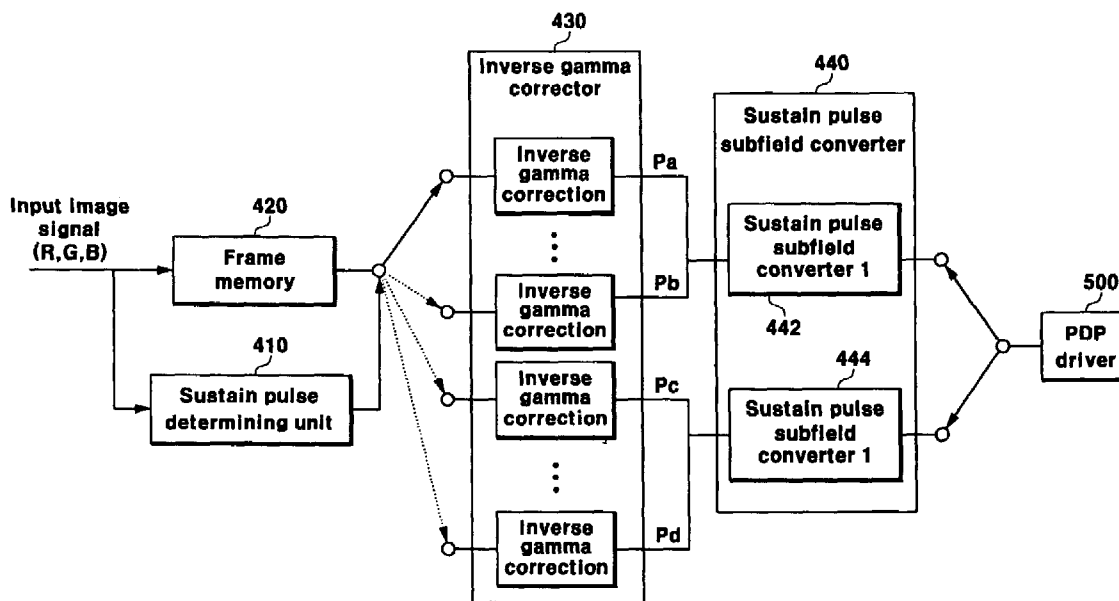 430
Inverse gamma
corrector
440
Sustain pulse
subfield converter
Inverse
gamma
correction
Pa
Input image
signal
(R,G,B)
420
Frame
memory
Sustain pulse
subfield
converter 1
442
Inverse
gamma
correction
Pb
500
PDP
driver
410
Sustain pulse
determining unit
Inverse
gamma
correction
Pc
444
Sustain pulse
subfield
converter 1
Inverse
gamma
correction
Pd